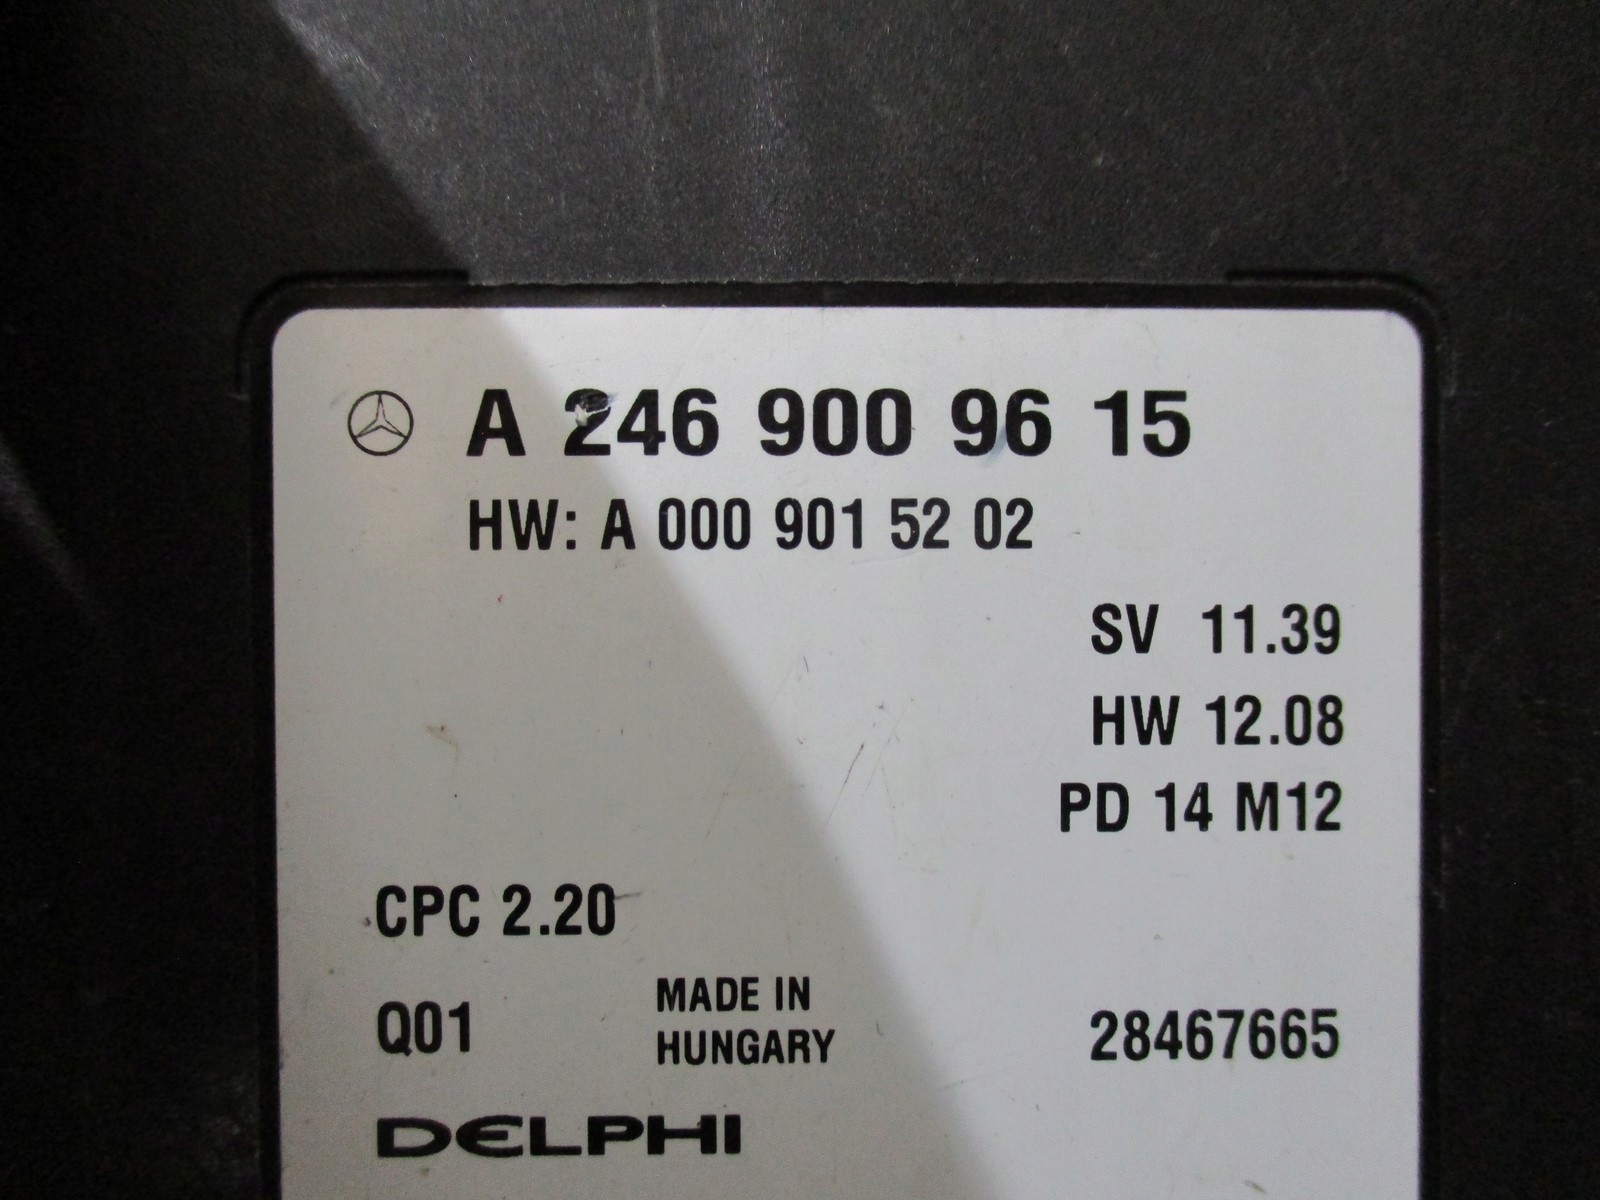 A 246 900 96 15
HW: A 000 901 52 02
SV 11.39
HW 12.08
PD 14 M12
CPC 2.20
Q01
MADE IN
HUNGARY
28467665
DELPHI